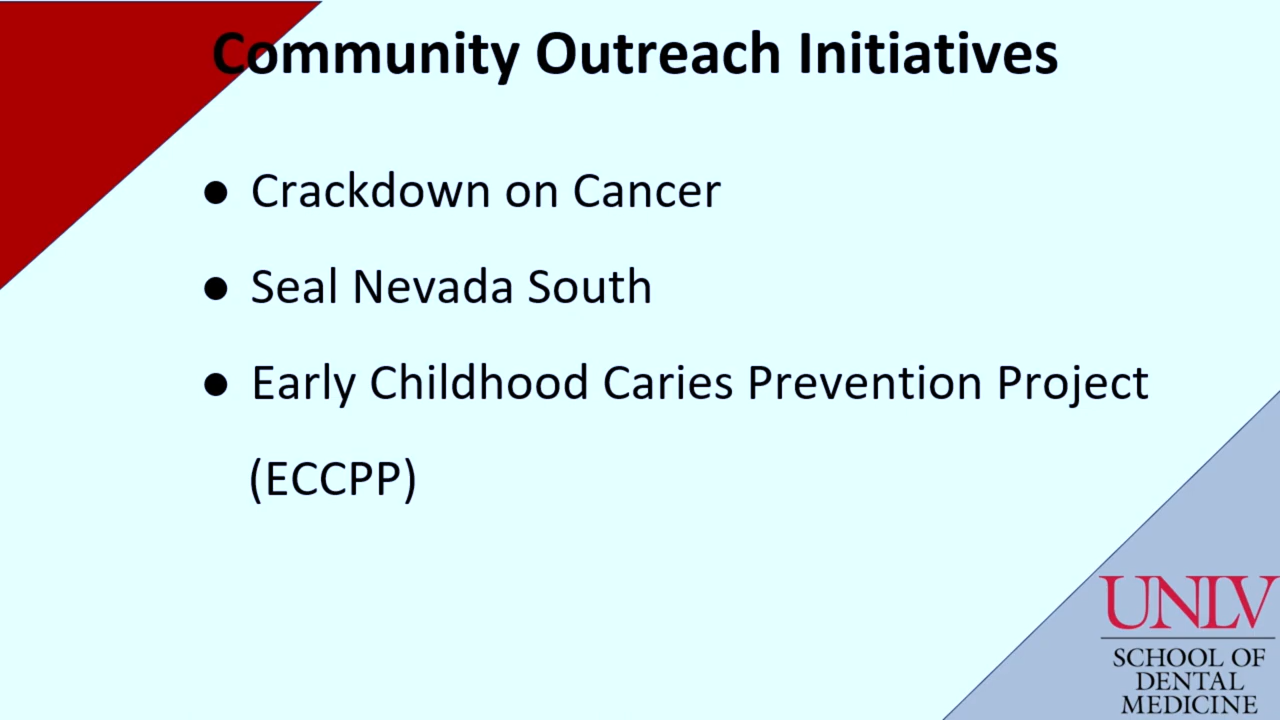 Community Outreach Initiatives
● Crackdown on Cancer
● Seal Nevada South
● Early Childhood Caries Prevention Project
(ECCPP)
UNLV
SCHOOL OF
DENTAL
MEDICINE